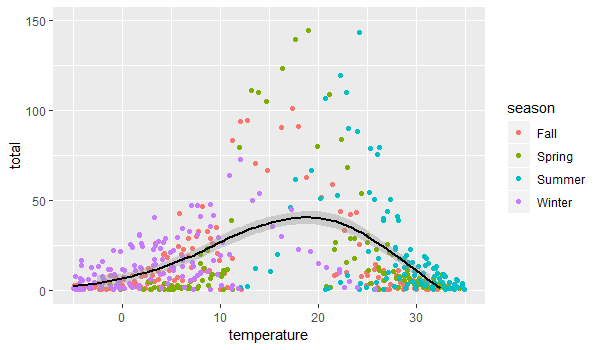 150
100
50
0
total
0
10
20
30
temperature
season
Fall
Spring
Summer
Winter